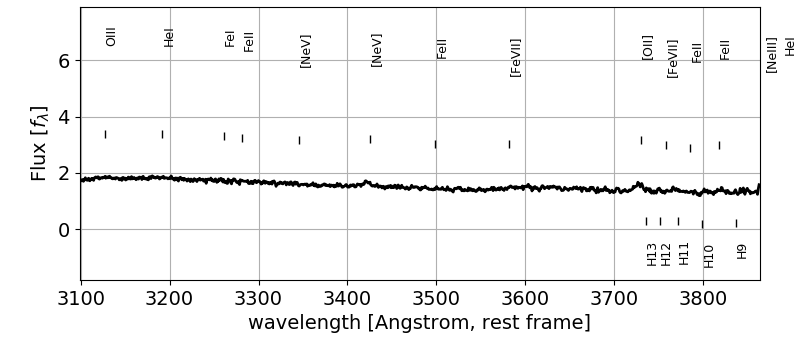 OIII HeI FeI FeII [NeV] [NeV] FeII [FeVII] [OII] [FeVII] FeII FeII [NeIII] HeI
6
4
2
0
Flux [fλ]
H13 H12 H11 H10 H9
3100 3200 3300 3400 3500 3600 3700 3800
wavelength [Angstrom, rest frame]